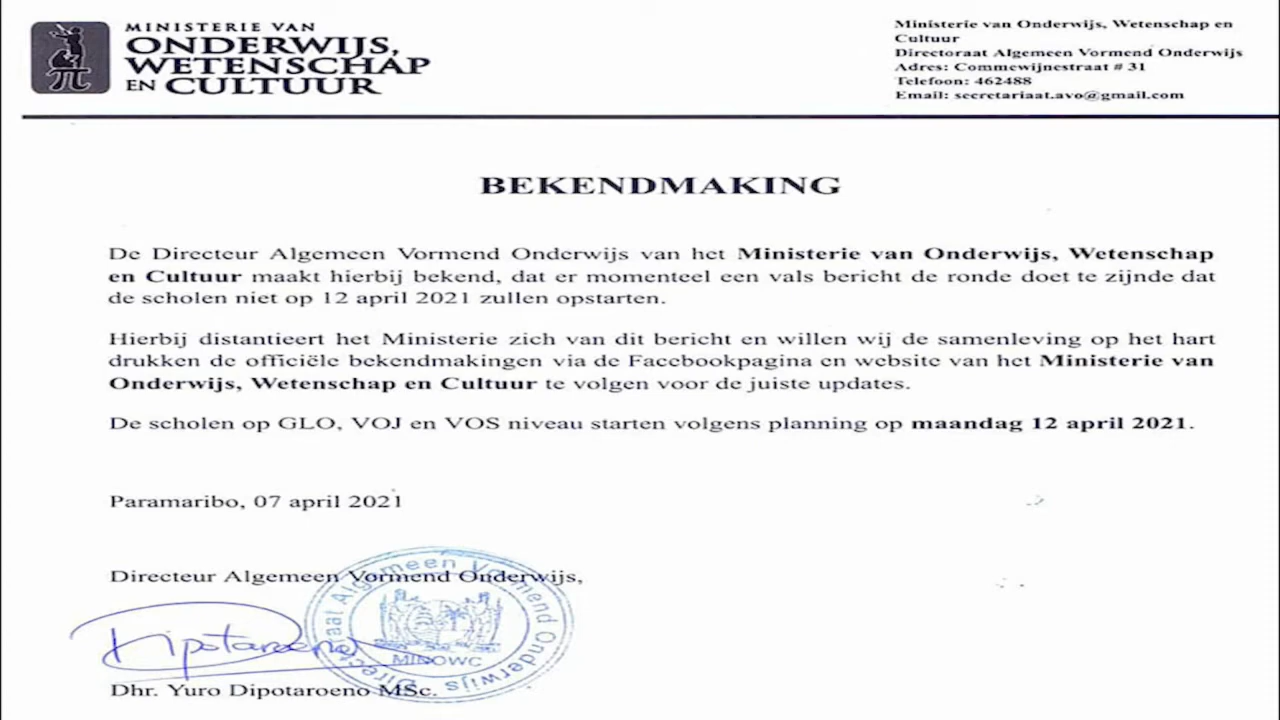 MINISTERIE VAN
ONDERWIJS,
WETENSCHAP
EN CULTUUR
Ministerie van Onderwijs, Wetenschap en
Cultuur
Directoraat Algemeen Vormend Onderwijs
Adres: Commewijnestraat # 31
Telefoon: 462488
Email: secretariaat.avo@gmail.com
BEKENDMAKING
De Directeur Algemeen Vormend Onderwijs van het Ministerie van Onderwijs, Wetenschap
en Cultuur maakt hierbij bekend, dat er momenteel een vals bericht de ronde doet te zijnde dat
de scholen niet op 12 april 2021 zullen opstarten.
Hierbij distantieert het Ministerie zich van dit bericht en willen wij de samenleving op het hart
drukken de officiële bekendmakingen via de Facebookpagina en website van het Ministerie van
Onderwijs, Wetenschap en Cultuur te volgen voor de juiste updates.
De scholen op GLO, VOJ en VOS niveau starten volgens planning op maandag 12 april 2021.
Paramaribo, 07 april 2021
Directeur Algemeen Vormend Onderwijs,
Directoraat Algemeen Vormend Onderwijs
MINOWC
Dipotaroeno
Dhr. Yuro Dipotaroeno MSc.